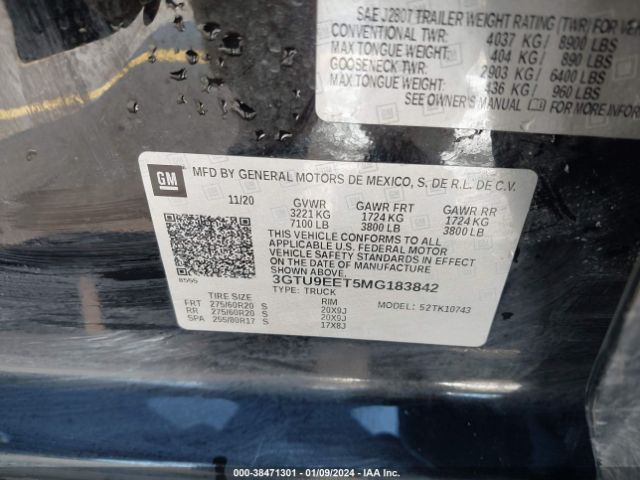 SAE J2807 TRAILER WEIGHT RATING (TWR) FOR VE
CONVENTIONAL TWR: 4037 KG/ 8900 LBS
MAX TONGUE WEIGHT: 404 KG/ 890 LBS
GOOSENECK TWR: 2903 KG/ 6400 LBS
MAX TONGUE WEIGHT: 436 KG/ 960 LBS
SEE OWNER'S MANUAL FOR MORE INFORM
GM MFD BY GENERAL MOTORS DE MEXICO, S. DE R.L. DE C.V.
11/20 GVWR GAWR FRT GAWR RR
3221 KG 1724 KG 1724 KG
7100 LB 3800 LB 3800 LB
THIS VEHICLE CONFORMS TO ALL
APPLICABLE U.S. FEDERAL MOTOR
VEHICLE SAFETY STANDARDS IN
EFFECT ON THE DATE OF
MANUFACTURE SHOWN ABOVE.
3GTU9EET5MG183842
TYPE: TRUCK
TIRE SIZE RIM MODEL: 52TK10743
FRT 275/60R20 S 20X9J
RR 275/60R20 S 20X9J
SPA 255/80R17 S 17X8J
000-38471301 - 01/09/2024 - IAA Inc.